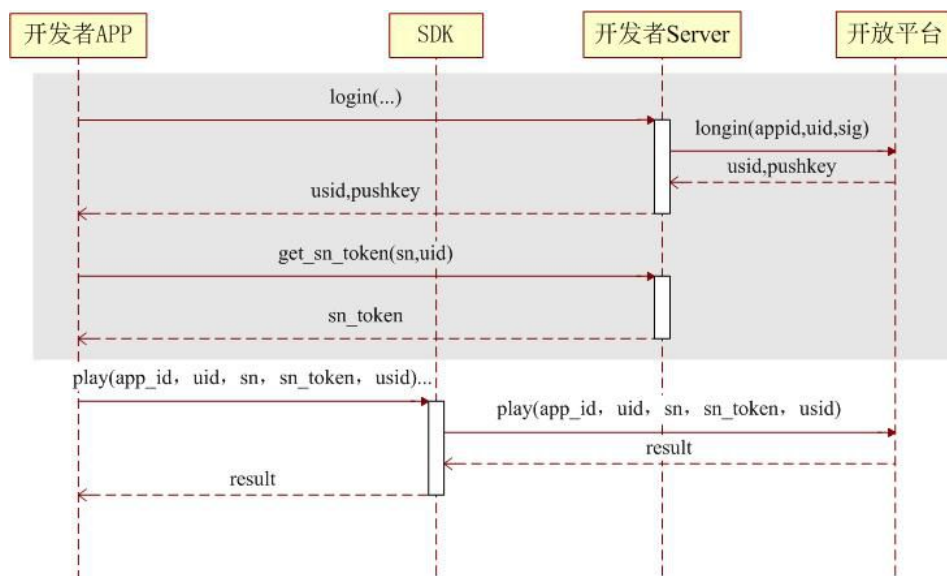 开发者APP
SDK
开发者Server
开放平台
login(...)
longin(appid,uid,sig)
usid,pushkey
usid,pushkey
get_sn_token(sn,uid)
sn_token
play(app_id，uid，sn，sn_token，usid)...
play(app_id，uid，sn，sn_token，usid)
result
result